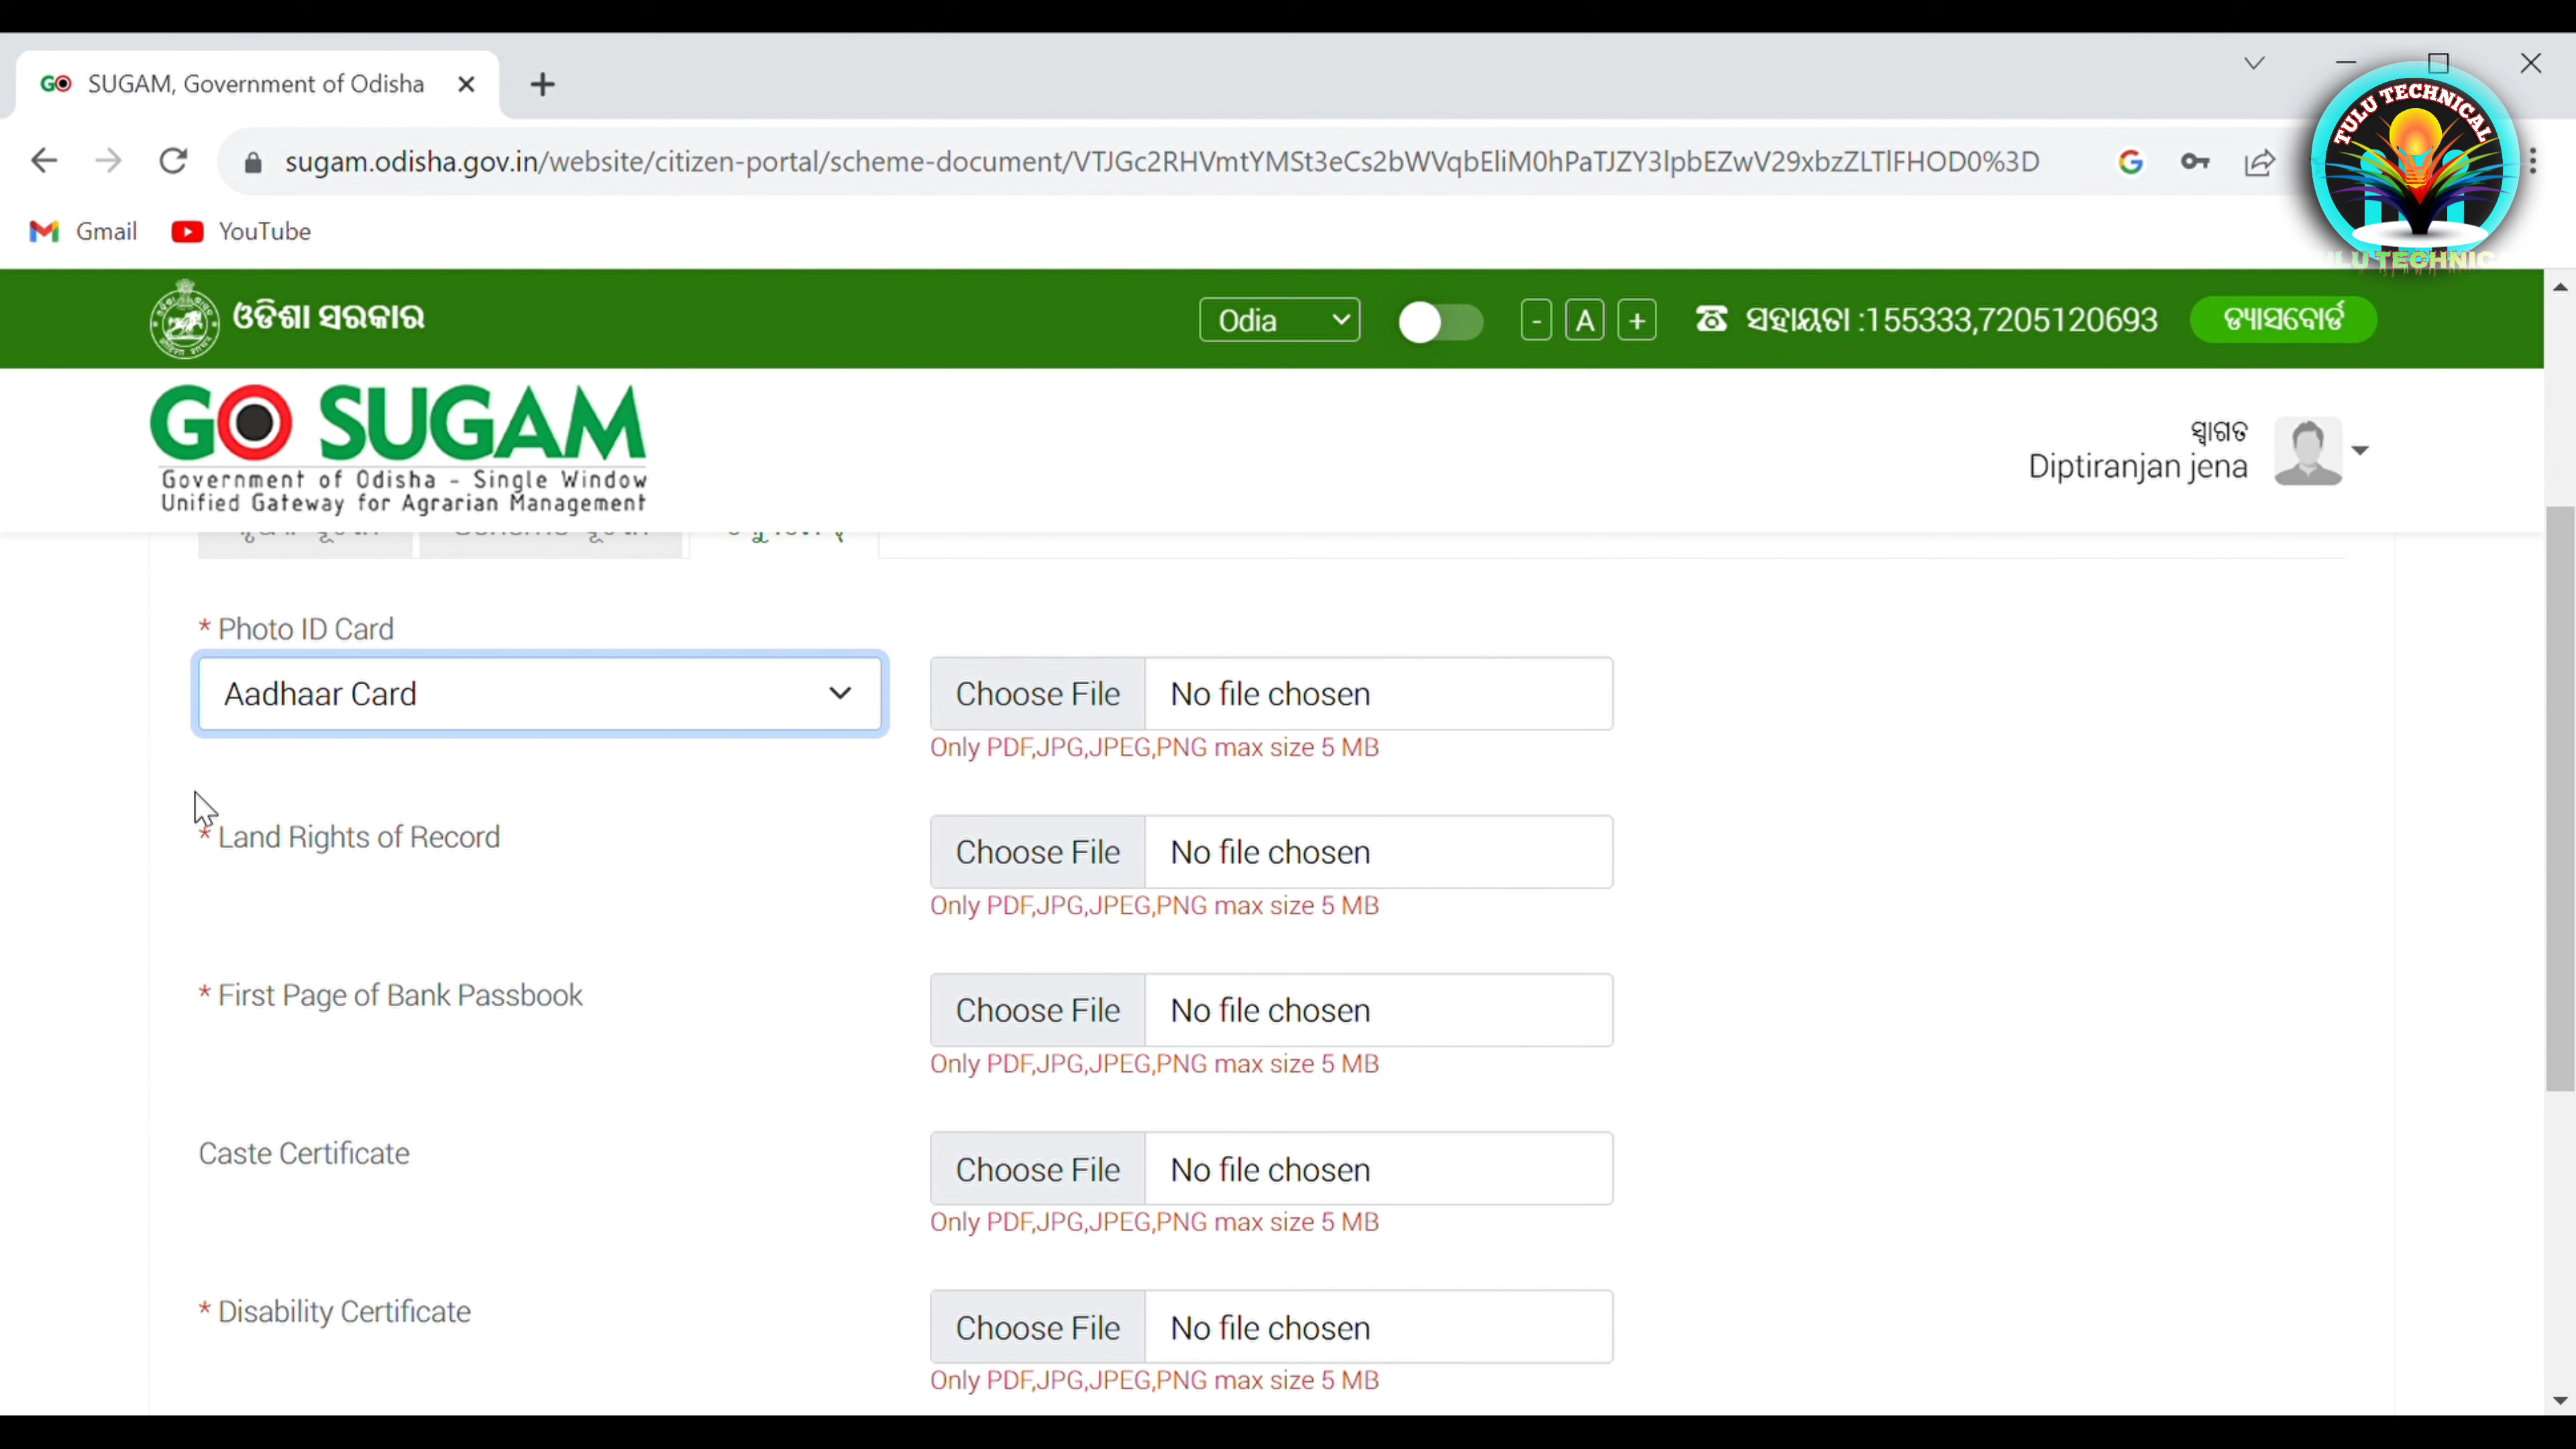 GO SUGAM, Government of Odisha
sugam.odisha.gov.in/website/citizen-portal/scheme-document/VTJGc2RHVmtYMSt3eCs2bWVqbEliM0hPaTJZY3lpbEZwV29xbzZLTlFHOD0%3D
Gmail YouTube
TULU TECHNICAL
ଓଡିଶା ସରକାର Odia - A + ସହାୟତା :155333,7205120693 ଡ୍ୟାସବୋର୍ଡ
GO SUGAM
Government of Odisha - Single Window
Unified Gateway for Agrarian Management
ସ୍ୱାଗତ
Diptiranjan jena
* Photo ID Card
Aadhaar Card Choose File No file chosen
Only PDF,JPG,JPEG,PNG max size 5 MB
* Land Rights of Record Choose File No file chosen
Only PDF,JPG,JPEG,PNG max size 5 MB
* First Page of Bank Passbook Choose File No file chosen
Only PDF,JPG,JPEG,PNG max size 5 MB
Caste Certificate Choose File No file chosen
Only PDF,JPG,JPEG,PNG max size 5 MB
* Disability Certificate Choose File No file chosen
Only PDF,JPG,JPEG,PNG max size 5 MB